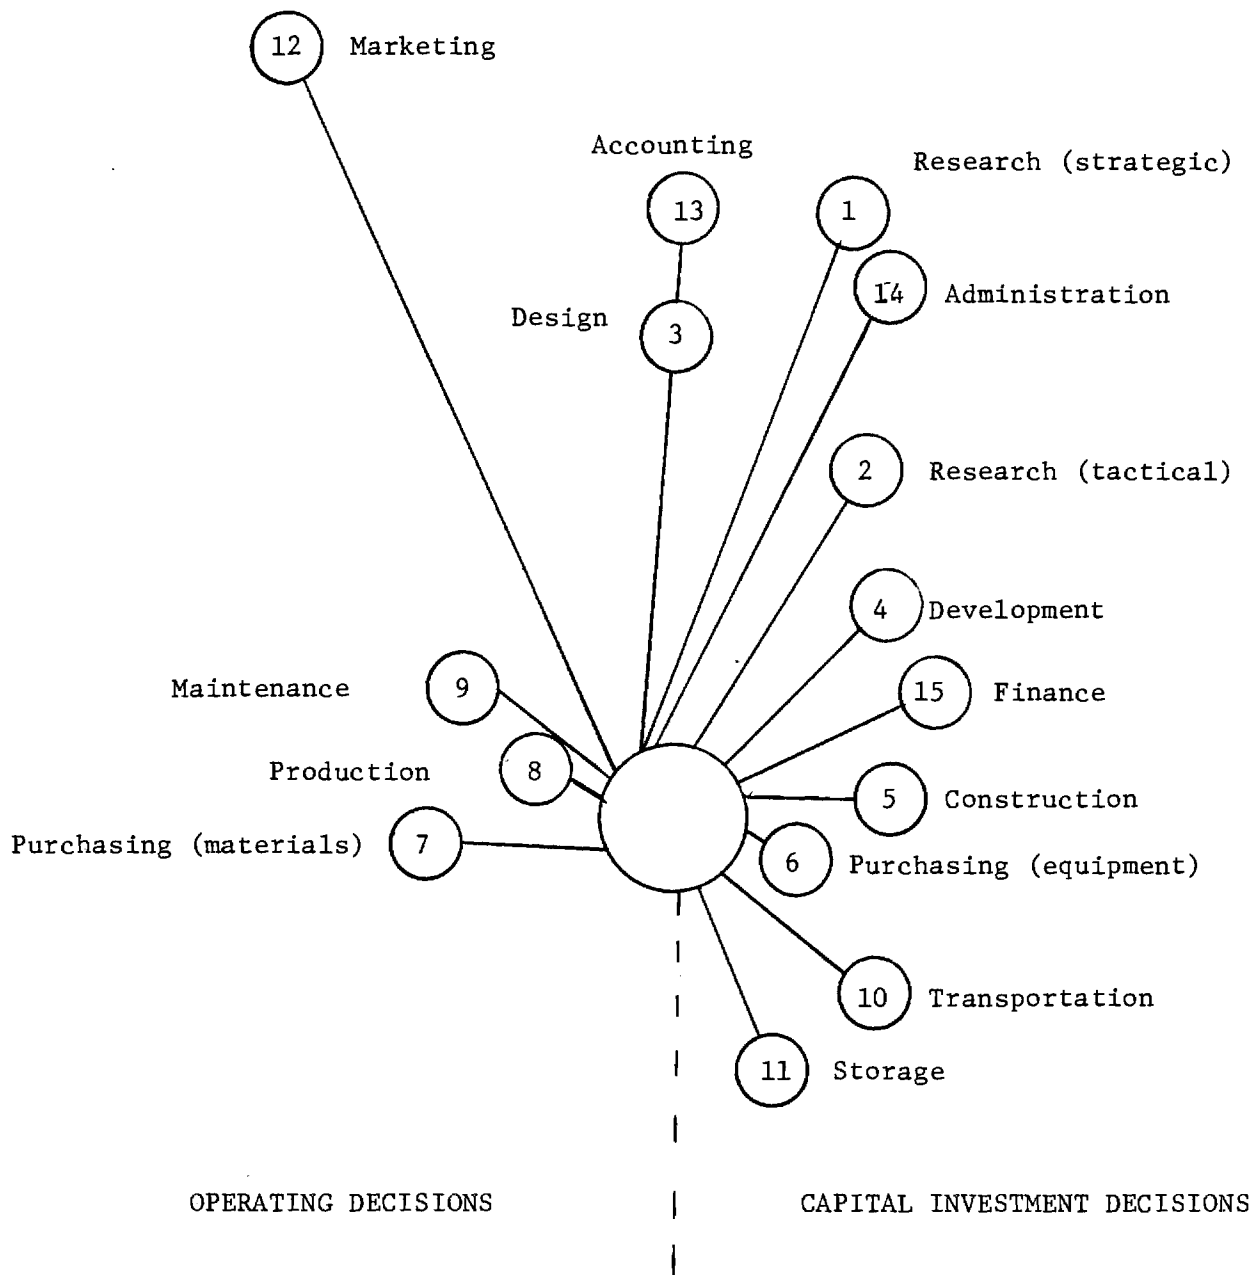 12 Marketing
Accounting
13
Research (strategic)
1
14 Administration
Design 3
2 Research (tactical)
4 Development
Maintenance 9
15 Finance
Production 8
5 Construction
Purchasing (materials) 7
6 Purchasing (equipment)
10 Transportation
11 Storage
OPERATING DECISIONS
CAPITAL INVESTMENT DECISIONS